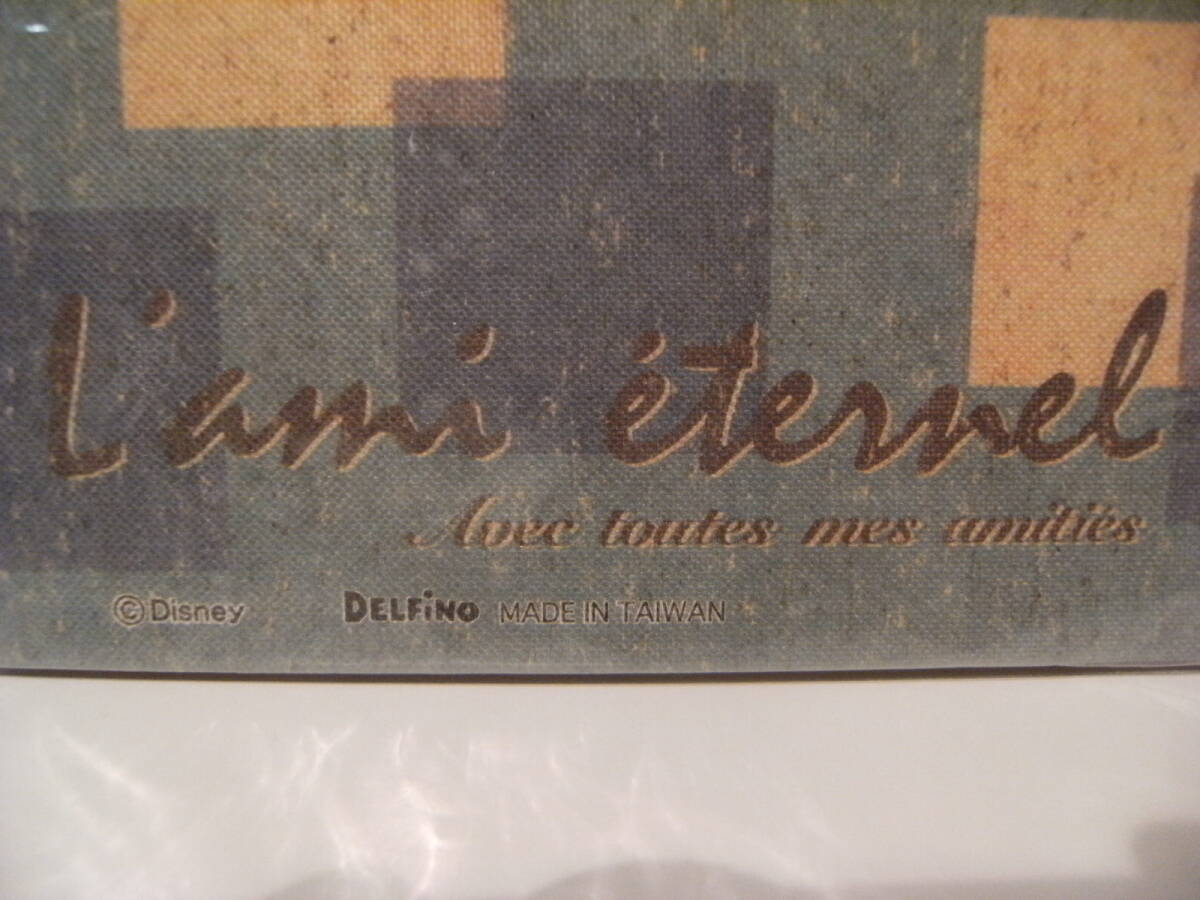 L'ami éternel
Avec toutes mes amitiés
©Disney DELFiNO MADE IN TAIWAN